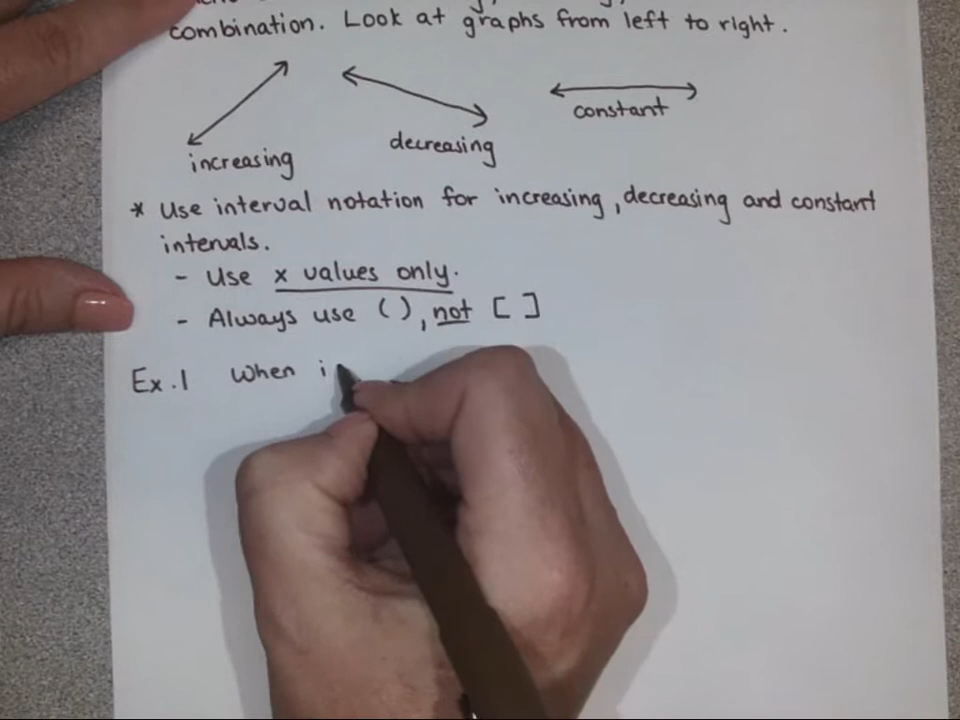 combination. Look at graphs from left to right.
increasing
decreasing
constant
* Use interval notation for increasing, decreasing and constant
intervals.
- Use x values only.
- Always use ( ), not [ ]
Ex.1 When i